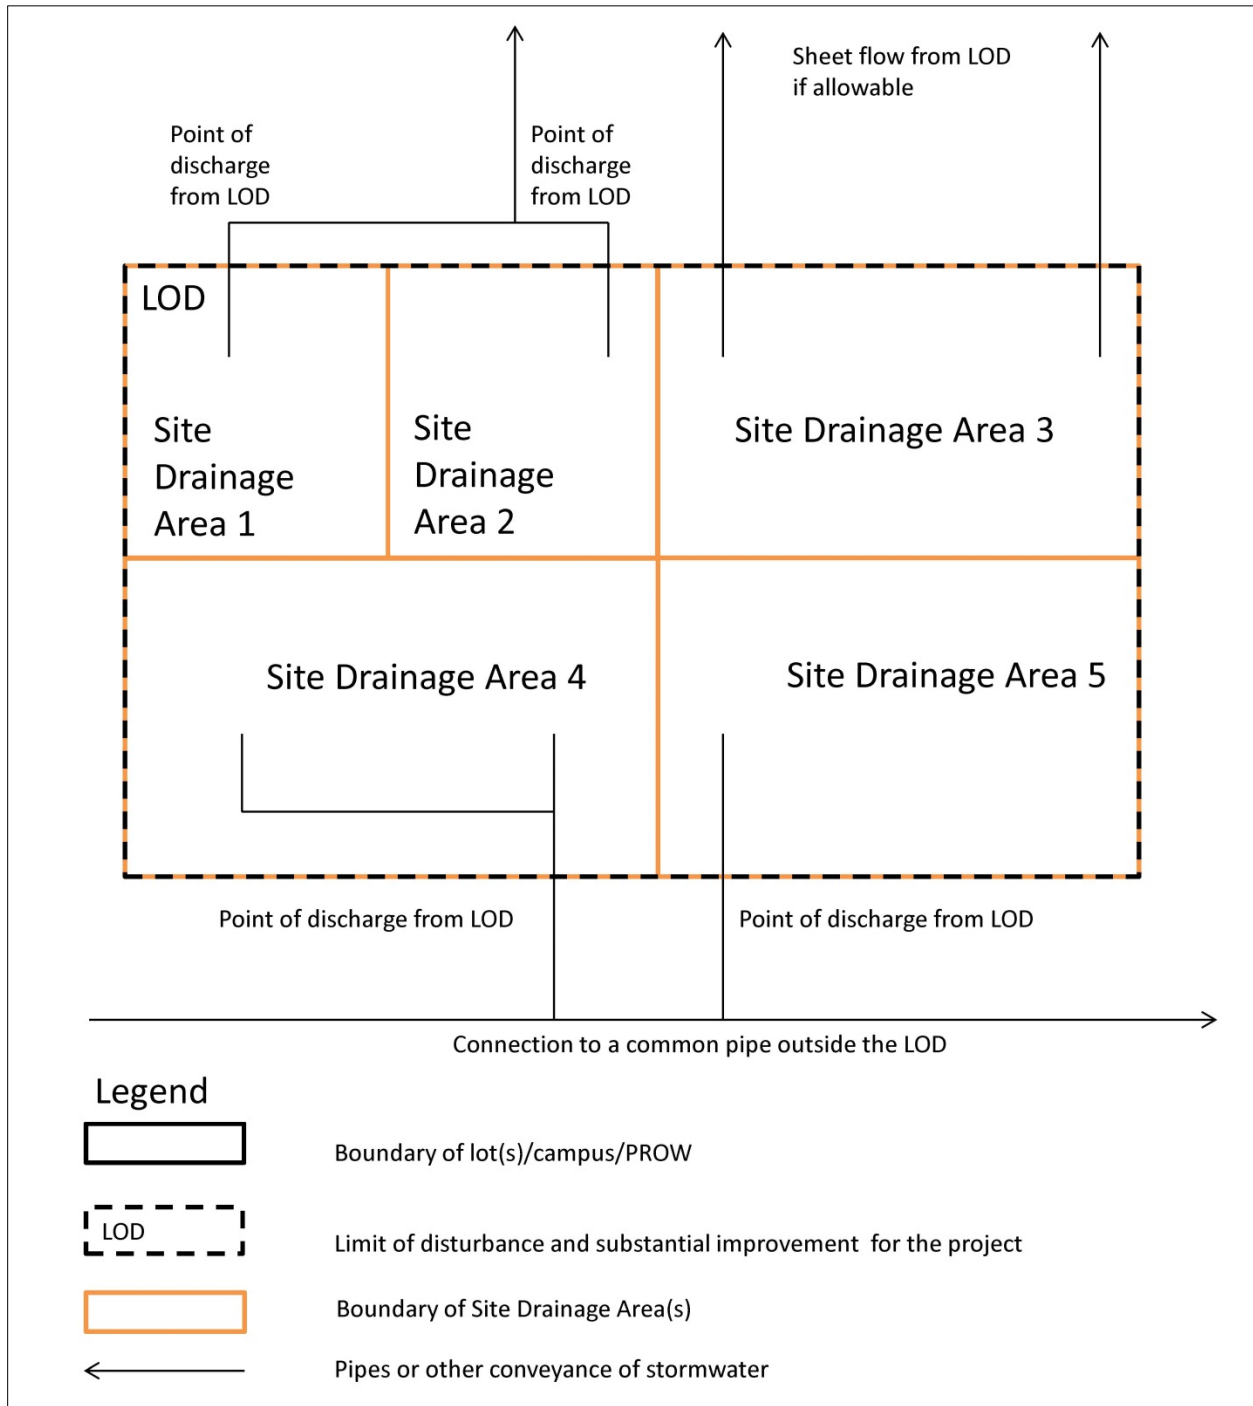 Sheet flow from LOD
if allowable
Point of
discharge
from LOD
Point of
discharge
from LOD
LOD
Site
Drainage
Area 1
Site
Drainage
Area 2
Site Drainage Area 3
Site Drainage Area 4
Site Drainage Area 5
Point of discharge from LOD
Point of discharge from LOD
Connection to a common pipe outside the LOD
Legend
Boundary of lot(s)/campus/PROW
LOD
Limit of disturbance and substantial improvement for the project
Boundary of Site Drainage Area(s)
Pipes or other conveyance of stormwater